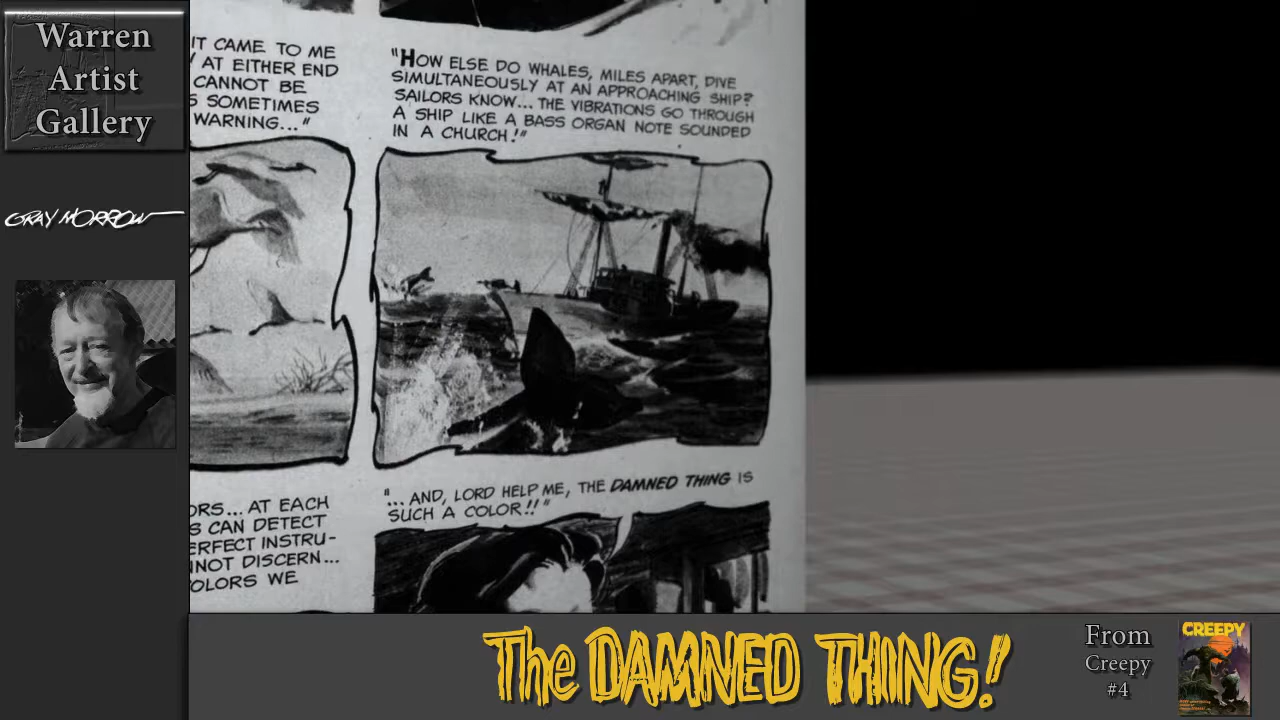 Warren
Artist
Gallery
GRAY MORROW
IT CAME TO ME
AT EITHER END
CANNOT BE
SOMETIMES
WARNING..."
"HOW ELSE DO WHALES, MILES APART, DIVE
SIMULTANEOUSLY AT AN APPROACHING SHIP?
SAILORS KNOW... THE VIBRATIONS GO THROUGH
A SHIP LIKE A BASS ORGAN NOTE SOUNDED
IN A CHURCH!"
ORS... AT EACH
CAN DETECT
ERFECT INSTRU-
NNOT DISCERN...
OLORS WE
"... AND, LORD HELP ME, THE DAMNED THING IS
SUCH A COLOR!!"
The DAMNED THING!
From
Creepy
#4
CREEPY